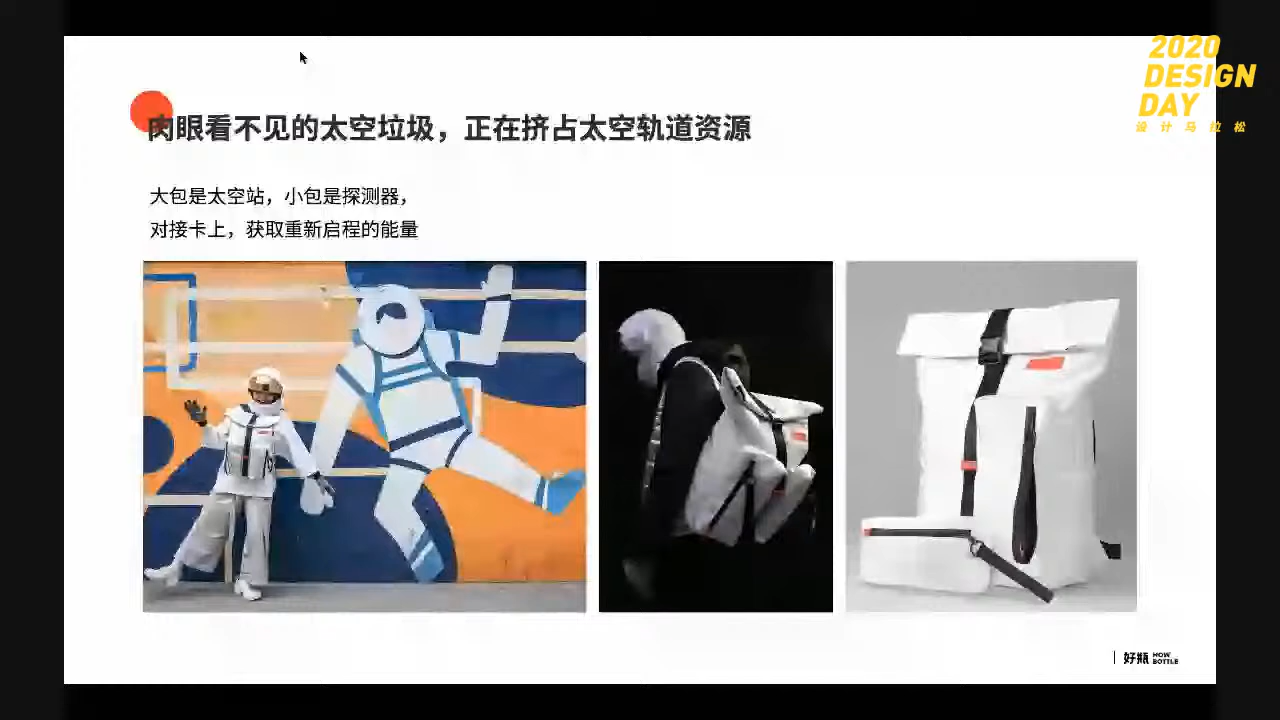 2020
DESIGN
DAY
设计马拉松
肉眼看不见的太空垃圾，正在挤占太空轨道资源
大包是太空站，小包是探测器，
对接卡上，获取重新启程的能量
好瓶 HOW
BOTTLE